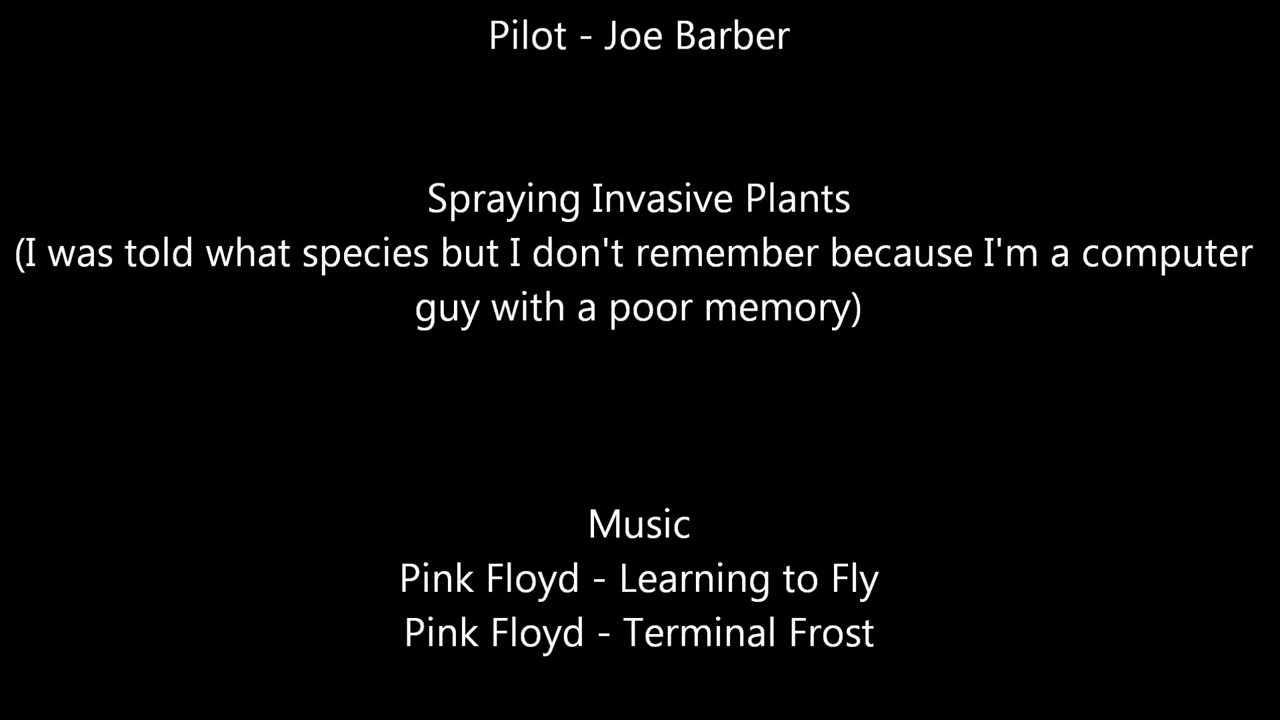 Pilot - Joe Barber
Spraying Invasive Plants
(I was told what species but I don't remember because I'm a computer
guy with a poor memory)
Music
Pink Floyd - Learning to Fly
Pink Floyd - Terminal Frost